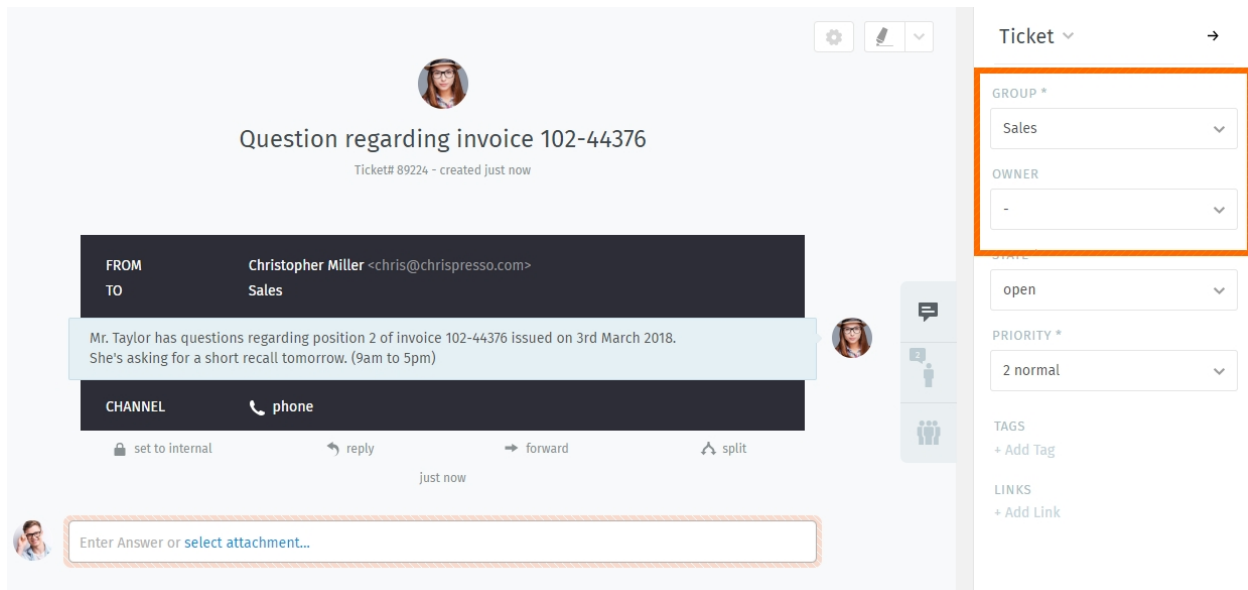 Question regarding invoice 102-44376
Ticket# 89224 - created just now
FROM Christopher Miller <chris@chrispresso.com>
TO Sales
Mr. Taylor has questions regarding position 2 of invoice 102-44376 issued on 3rd March 2018.
She's asking for a short recall tomorrow. (9am to 5pm)
CHANNEL phone
set to internal reply forward split
just now
Enter Answer or select attachment...
2
Ticket
GROUP *
Sales
OWNER
-
STATE *
open
PRIORITY *
2 normal
TAGS
+ Add Tag
LINKS
+ Add Link